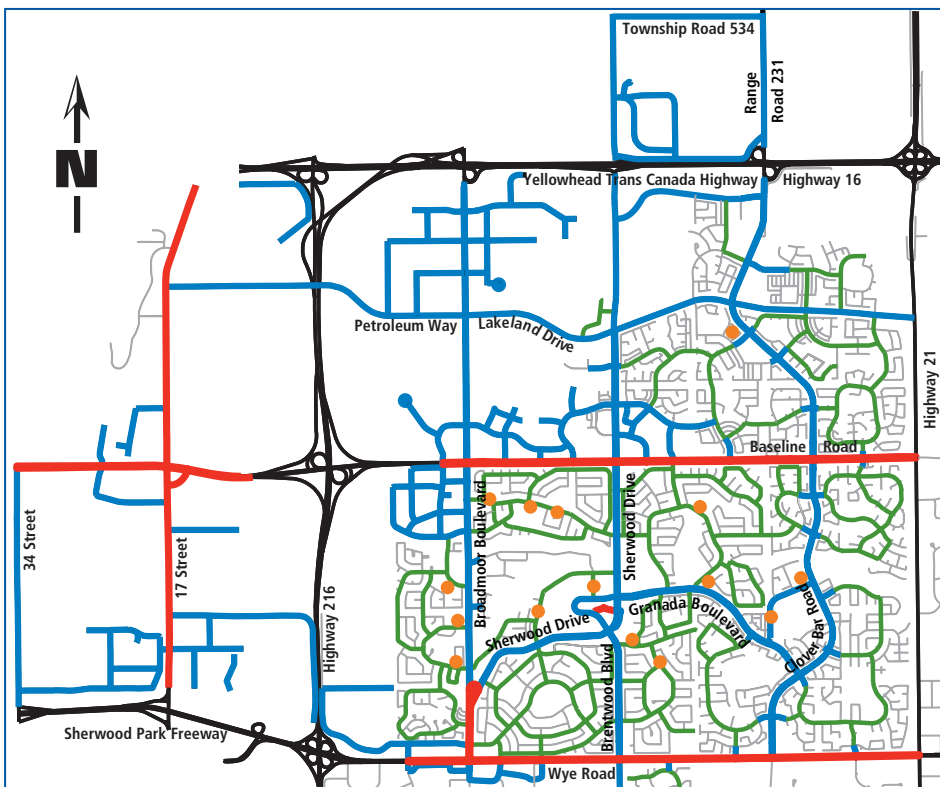 Township Road 534
Range
Road 231
N
Yellowhead Trans Canada Highway
Highway 16
Petroleum Way
Lakeland Drive
Highway 21
Baseline Road
34 Street
17 Street
Highway 216
Broadmoor Boulevard
Sherwood Drive
Sherwood Drive
Granada Boulevard
Clover Bar Road
Brentwood Blvd
Sherwood Park Freeway
Wye Road